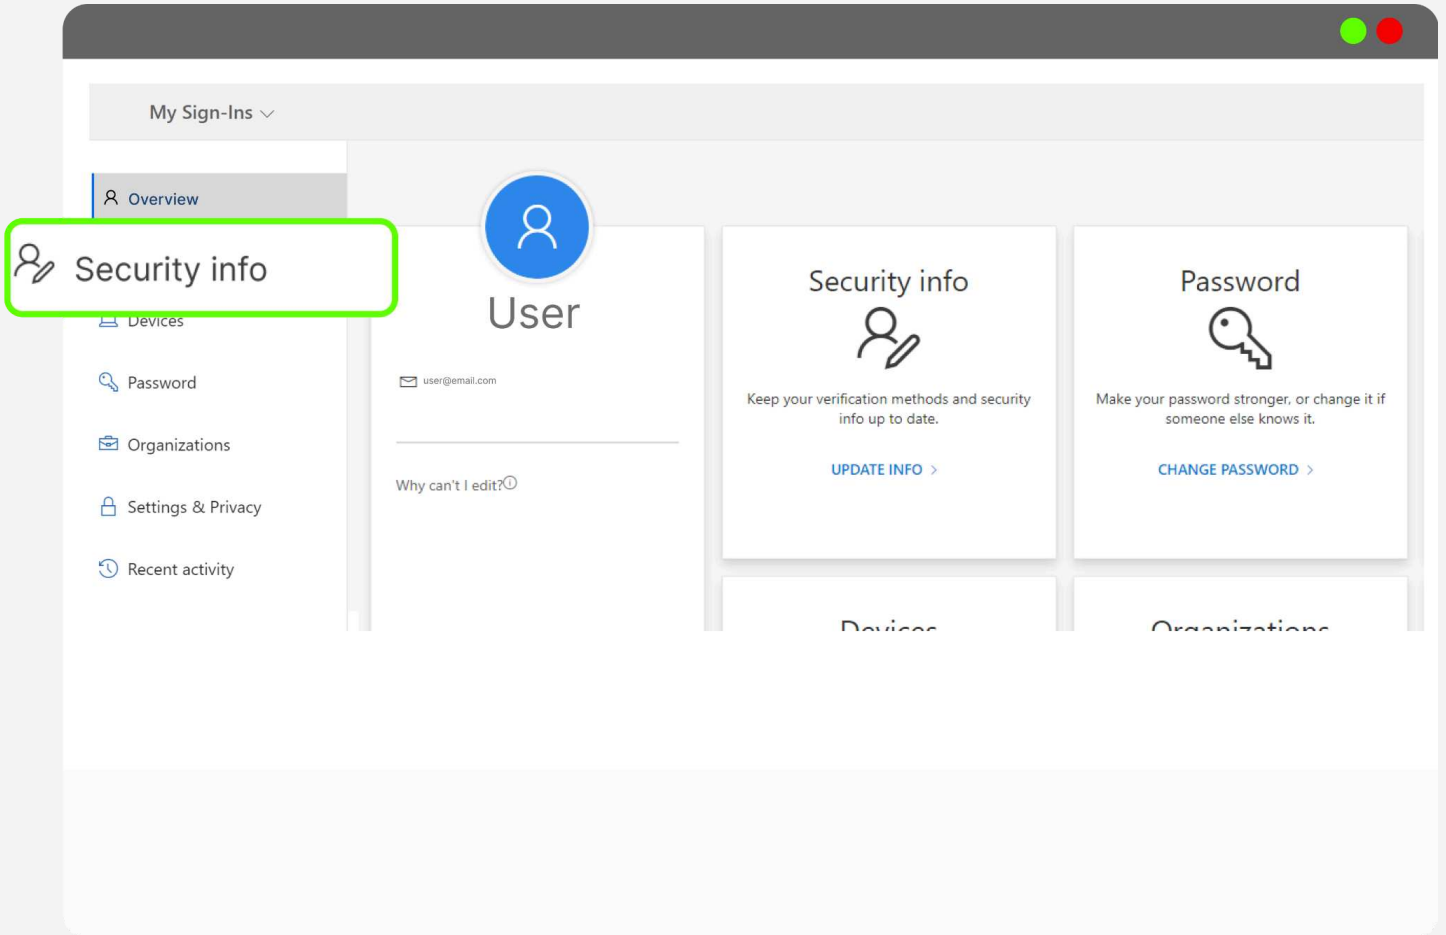 My Sign-Ins
Overview
Security info
Devices
Password
Organizations
Settings & Privacy
Recent activity
User
user@email.com
Why can't I edit?
Security info
Keep your verification methods and security
info up to date.
UPDATE INFO >
Password
Make your password stronger, or change it if
someone else knows it.
CHANGE PASSWORD >
Devices
Organizations